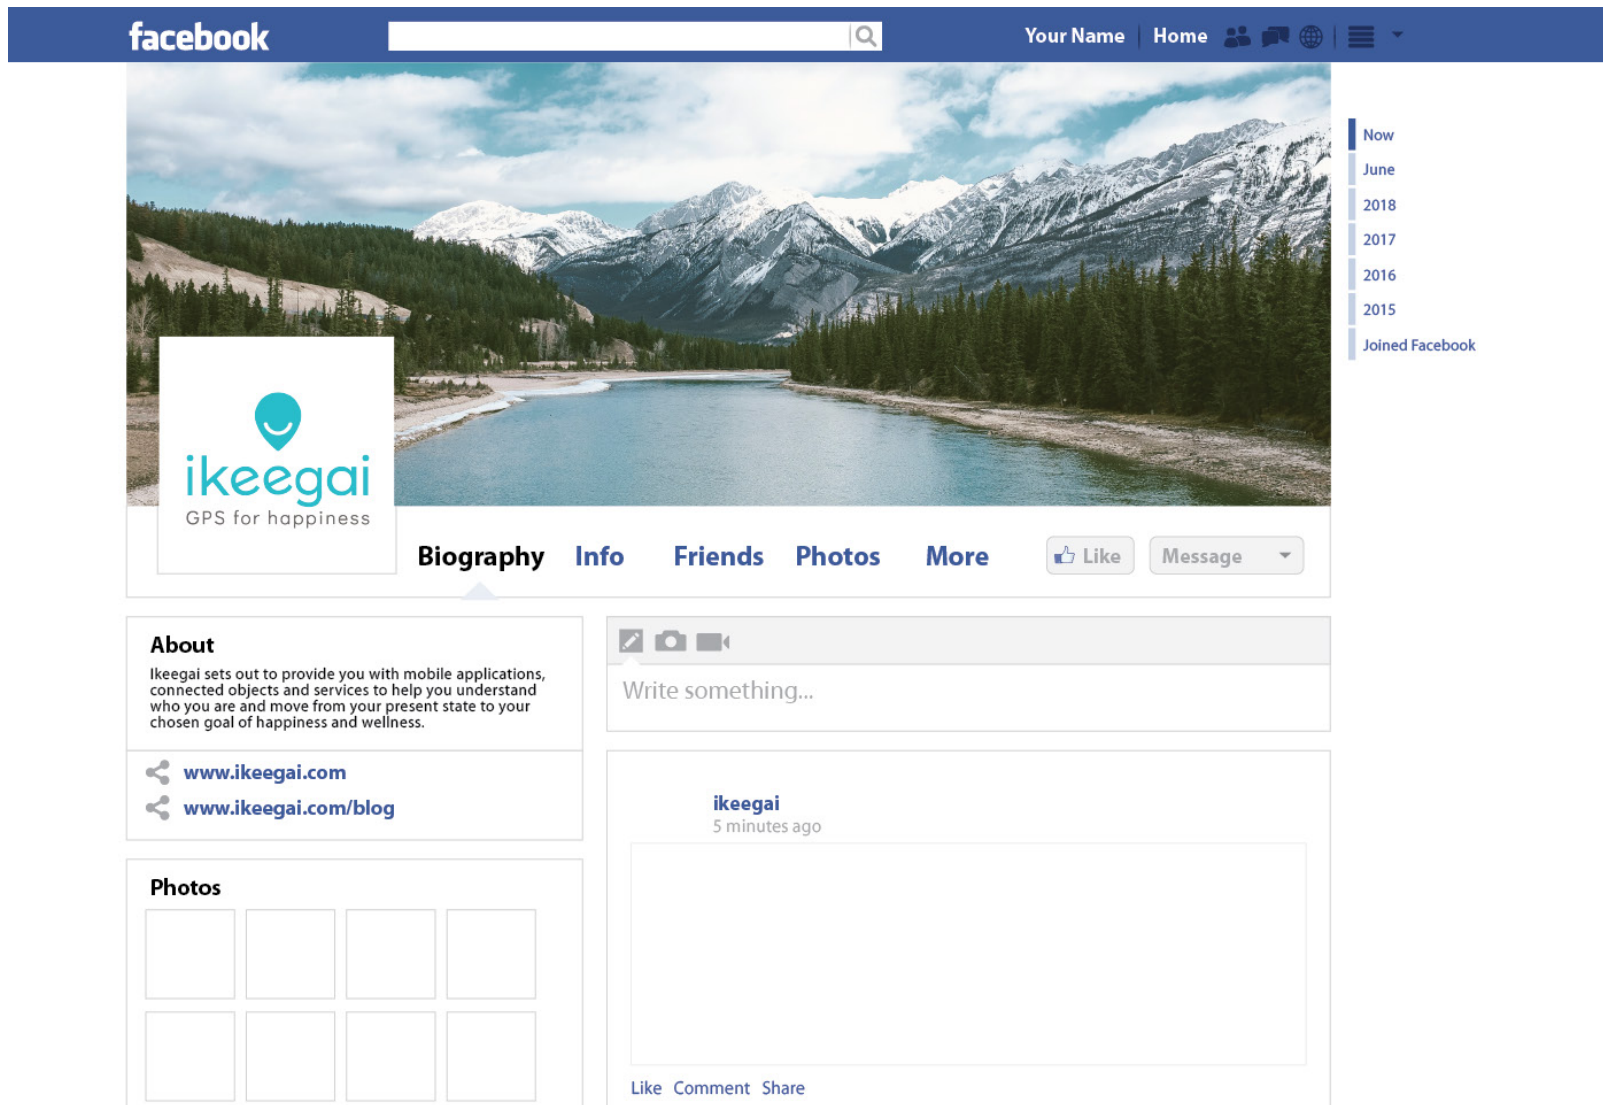 facebook
Your Name Home
Now
June
2018
2017
2016
2015
Joined Facebook
ikeegai
GPS for happiness
Biography Info Friends Photos More Like Message
About
Ikeegai sets out to provide you with mobile applications,
connected objects and services to help you understand
who you are and move from your present state to your
chosen goal of happiness and wellness.
www.ikeegai.com
www.ikeegai.com/blog
Photos
Write something...
ikeegai
5 minutes ago
Like Comment Share